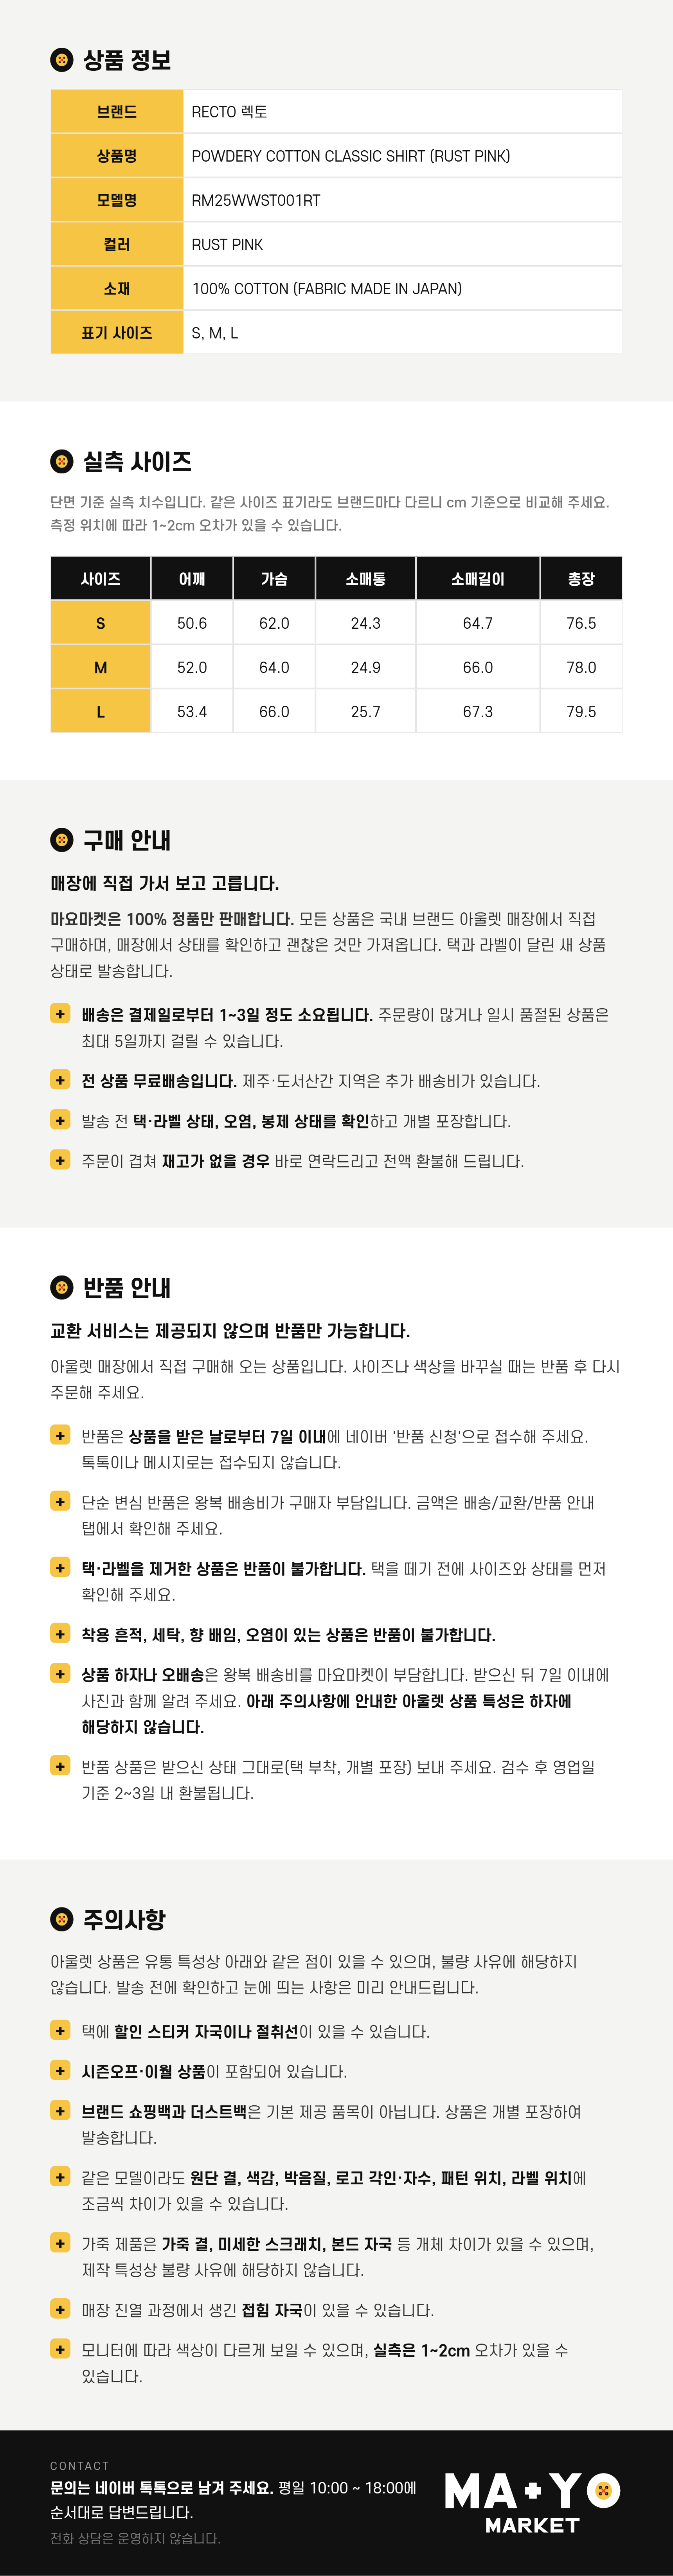 상품 정보
브랜드 RECTO 렉토
상품명 POWDERY COTTON CLASSIC SHIRT (RUST PINK)
모델명 RM25WWST001RT
컬러 RUST PINK
소재 100% COTTON (FABRIC MADE IN JAPAN)
표기 사이즈 S, M, L
실측 사이즈
단면 기준 실측 치수입니다. 같은 사이즈 표기라도 브랜드마다 다르니 cm 기준으로 비교해 주세요.
측정 위치에 따라 1~2cm 오차가 있을 수 있습니다.
사이즈 어깨 가슴 소매통 소매길이 총장
S 50.6 62.0 24.3 64.7 76.5
M 52.0 64.0 24.9 66.0 78.0
L 53.4 66.0 25.7 67.3 79.5
구매 안내
매장에 직접 가서 보고 고릅니다.
마요마켓은 100% 정품만 판매합니다. 모든 상품은 국내 브랜드 아울렛 매장에서 직접
구매하며, 매장에서 상태를 확인하고 괜찮은 것만 가져옵니다. 택과 라벨이 달린 새 상품
상태로 발송합니다.
+ 배송은 결제일로부터 1~3일 정도 소요됩니다. 주문량이 많거나 일시 품절된 상품은
최대 5일까지 걸릴 수 있습니다.
+ 전 상품 무료배송입니다. 제주·도서산간 지역은 추가 배송비가 있습니다.
+ 발송 전 택·라벨 상태, 오염, 봉제 상태를 확인하고 개별 포장합니다.
+ 주문이 겹쳐 재고가 없을 경우 바로 연락드리고 전액 환불해 드립니다.
반품 안내
교환 서비스는 제공되지 않으며 반품만 가능합니다.
아울렛 매장에서 직접 구매해 오는 상품입니다. 사이즈나 색상을 바꾸실 때는 반품 후 다시
주문해 주세요.
+ 반품은 상품을 받은 날로부터 7일 이내에 네이버 '반품 신청'으로 접수해 주세요.
톡톡이나 메시지로는 접수되지 않습니다.
+ 단순 변심 반품은 왕복 배송비가 구매자 부담입니다. 금액은 배송/교환/반품 안내
탭에서 확인해 주세요.
+ 택·라벨을 제거한 상품은 반품이 불가합니다. 택을 떼기 전에 사이즈와 상태를 먼저
확인해 주세요.
+ 착용 흔적, 세탁, 향 배임, 오염이 있는 상품은 반품이 불가합니다.
+ 상품 하자나 오배송은 왕복 배송비를 마요마켓이 부담합니다. 받으신 뒤 7일 이내에
사진과 함께 알려 주세요. 아래 주의사항에 안내한 아울렛 상품 특성은 하자에
해당하지 않습니다.
+ 반품 상품은 받으신 상태 그대로(택 부착, 개별 포장) 보내 주세요. 검수 후 영업일
기준 2~3일 내 환불됩니다.
주의사항
아울렛 상품은 유통 특성상 아래와 같은 점이 있을 수 있으며, 불량 사유에 해당하지
않습니다. 발송 전에 확인하고 눈에 띄는 사항은 미리 안내드립니다.
+ 택에 할인 스티커 자국이나 절취선이 있을 수 있습니다.
+ 시즌오프·이월 상품이 포함되어 있습니다.
+ 브랜드 쇼핑백과 더스트백은 기본 제공 품목이 아닙니다. 상품은 개별 포장하여
발송합니다.
+ 같은 모델이라도 원단 결, 색감, 박음질, 로고 각인·자수, 패턴 위치, 라벨 위치에
조금씩 차이가 있을 수 있습니다.
+ 가죽 제품은 가죽 결, 미세한 스크래치, 본드 자국 등 개체 차이가 있을 수 있으며,
제작 특성상 불량 사유에 해당하지 않습니다.
+ 매장 진열 과정에서 생긴 접힘 자국이 있을 수 있습니다.
+ 모니터에 따라 색상이 다르게 보일 수 있으며, 실측은 1~2cm 오차가 있을 수
있습니다.
CONTACT
문의는 네이버 톡톡으로 남겨 주세요. 평일 10:00 ~ 18:00에
순서대로 답변드립니다.
전화 상담은 운영하지 않습니다.
MA+YO
MARKET